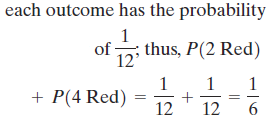 each outcome has the probability
of 1/12; thus, P(2 Red)
+ P(4 Red) = 1/12 + 1/12 = 1/6